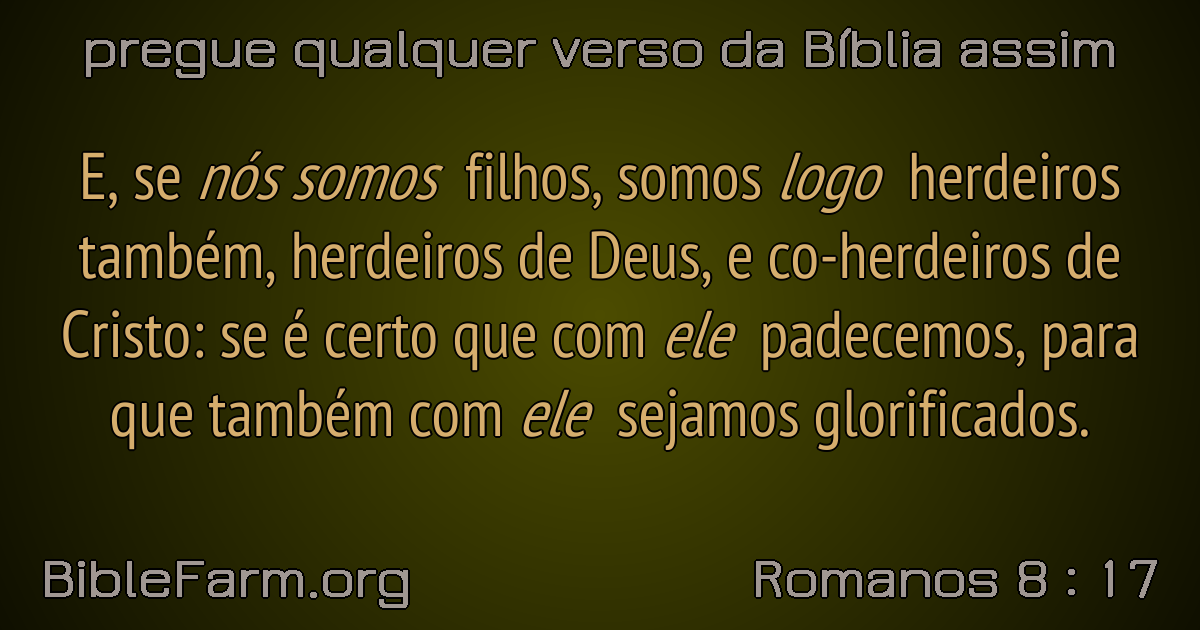 pregue qualquer verso da Bíblia assim
E, se nós somos filhos, somos logo herdeiros
também, herdeiros de Deus, e co-herdeiros de
Cristo: se é certo que com ele padecemos, para
que também com ele sejamos glorificados.
BibleFarm.org
Romanos 8 : 17